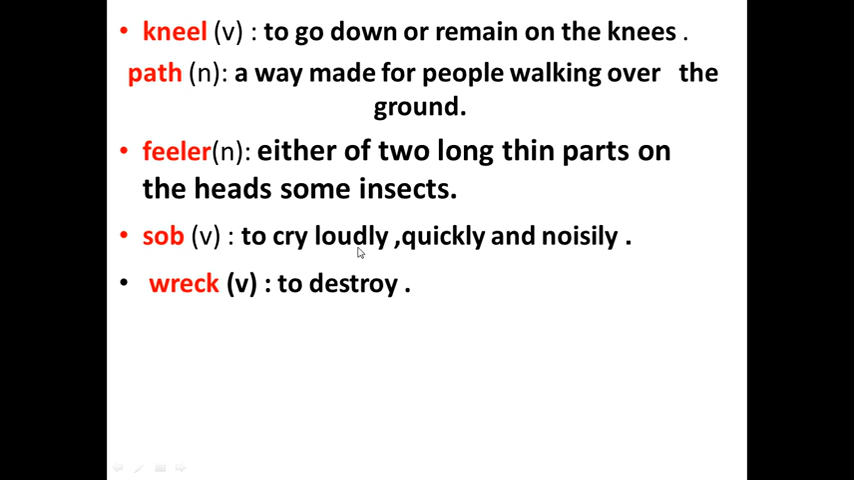 • kneel (v) : to go down or remain on the knees .
path (n): a way made for people walking over the
ground.
• feeler(n): either of two long thin parts on
the heads some insects.
• sob (v) : to cry loudly ,quickly and noisily .
• wreck (v) : to destroy .